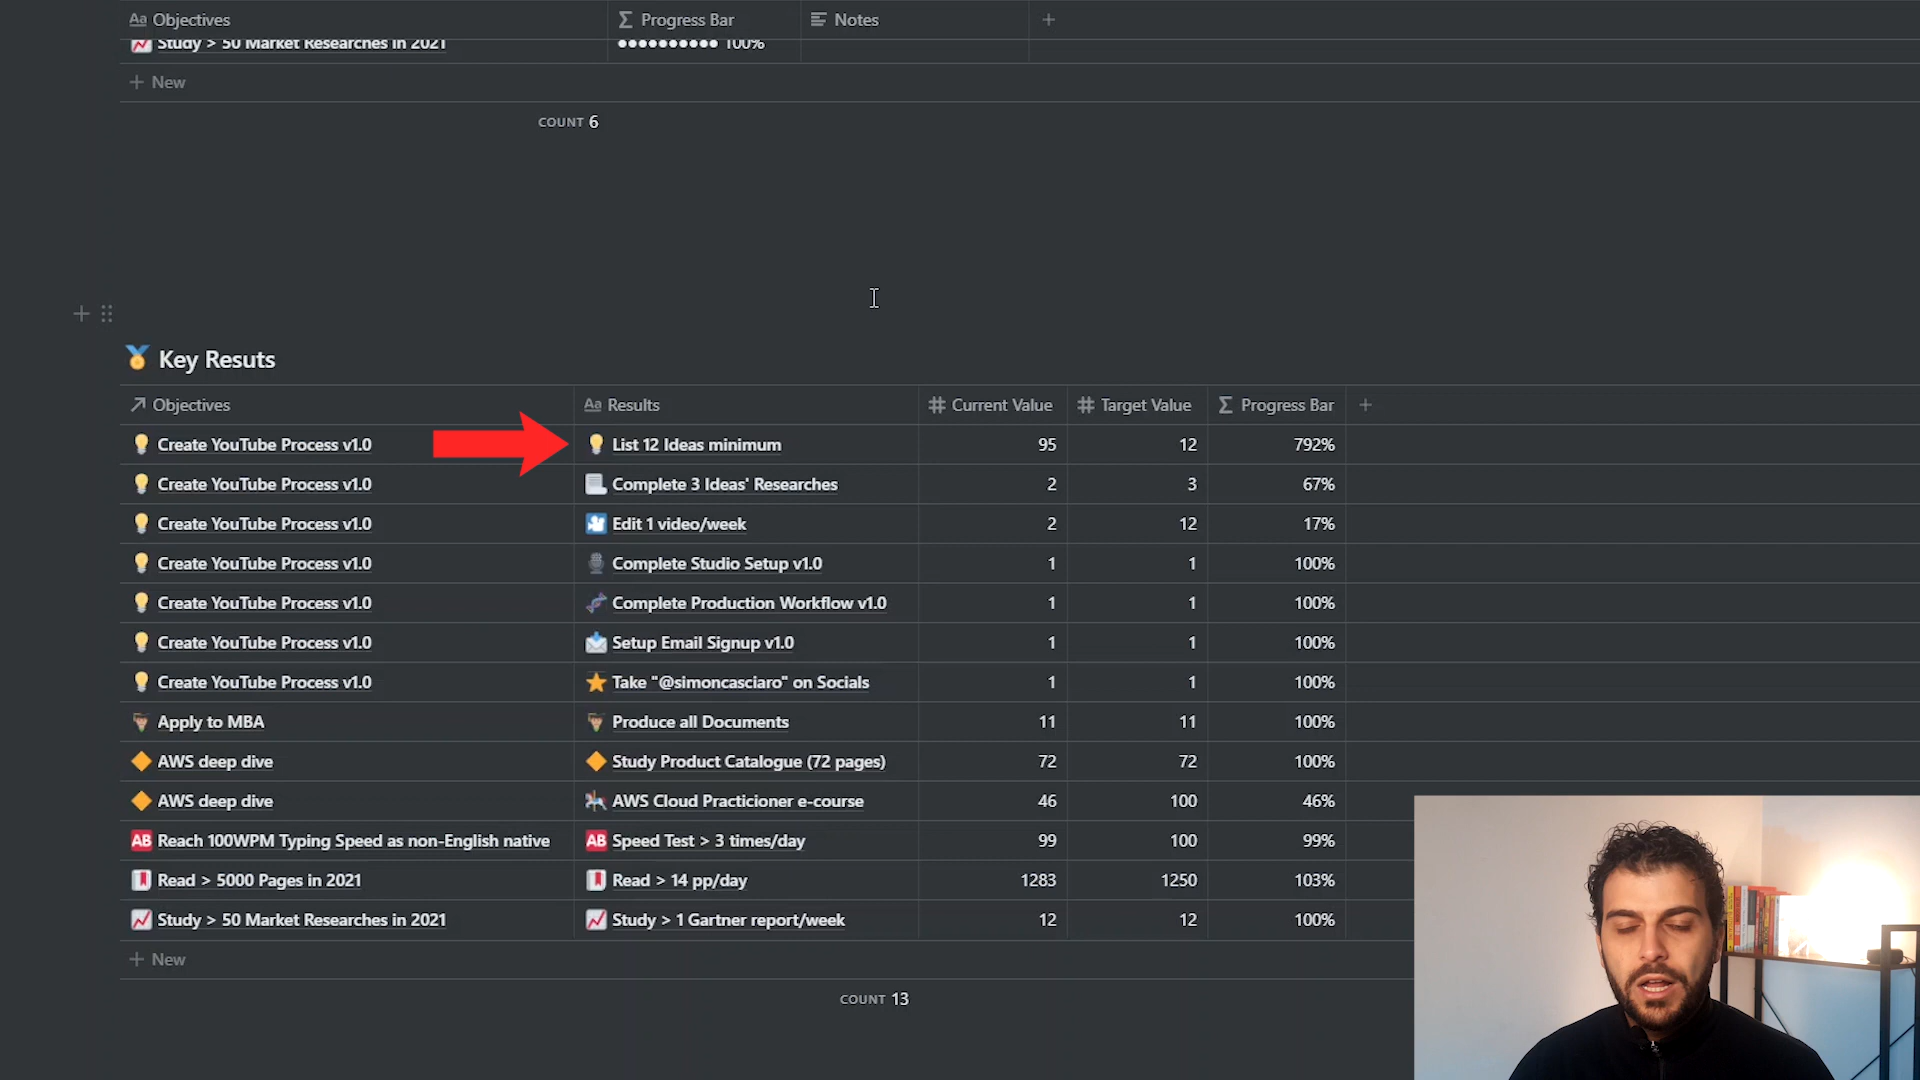 Aa Objectives Σ Progress Bar Notes +
Study > 50 Market Researches in 2021 100%
+ New
COUNT 6
Key Resuts
Objectives Aa Results # Current Value # Target Value Σ Progress Bar +
Create YouTube Process v1.0 List 12 Ideas minimum 95 12 792%
Create YouTube Process v1.0 Complete 3 Ideas' Researches 2 3 67%
Create YouTube Process v1.0 Edit 1 video/week 2 12 17%
Create YouTube Process v1.0 Complete Studio Setup v1.0 1 1 100%
Create YouTube Process v1.0 Complete Production Workflow v1.0 1 1 100%
Create YouTube Process v1.0 Setup Email Signup v1.0 1 1 100%
Create YouTube Process v1.0 Take "@simoncasciaro" on Socials 1 1 100%
Apply to MBA Produce all Documents 11 11 100%
AWS deep dive Study Product Catalogue (72 pages) 72 72 100%
AWS deep dive AWS Cloud Practicioner e-course 46 100 46%
AB Reach 100WPM Typing Speed as non-English native AB Speed Test > 3 times/day 99 100 99%
Read > 5000 Pages in 2021 Read > 14 pp/day 1283 1250 103%
Study > 50 Market Researches in 2021 Study > 1 Gartner report/week 12 12 100%
+ New
COUNT 13